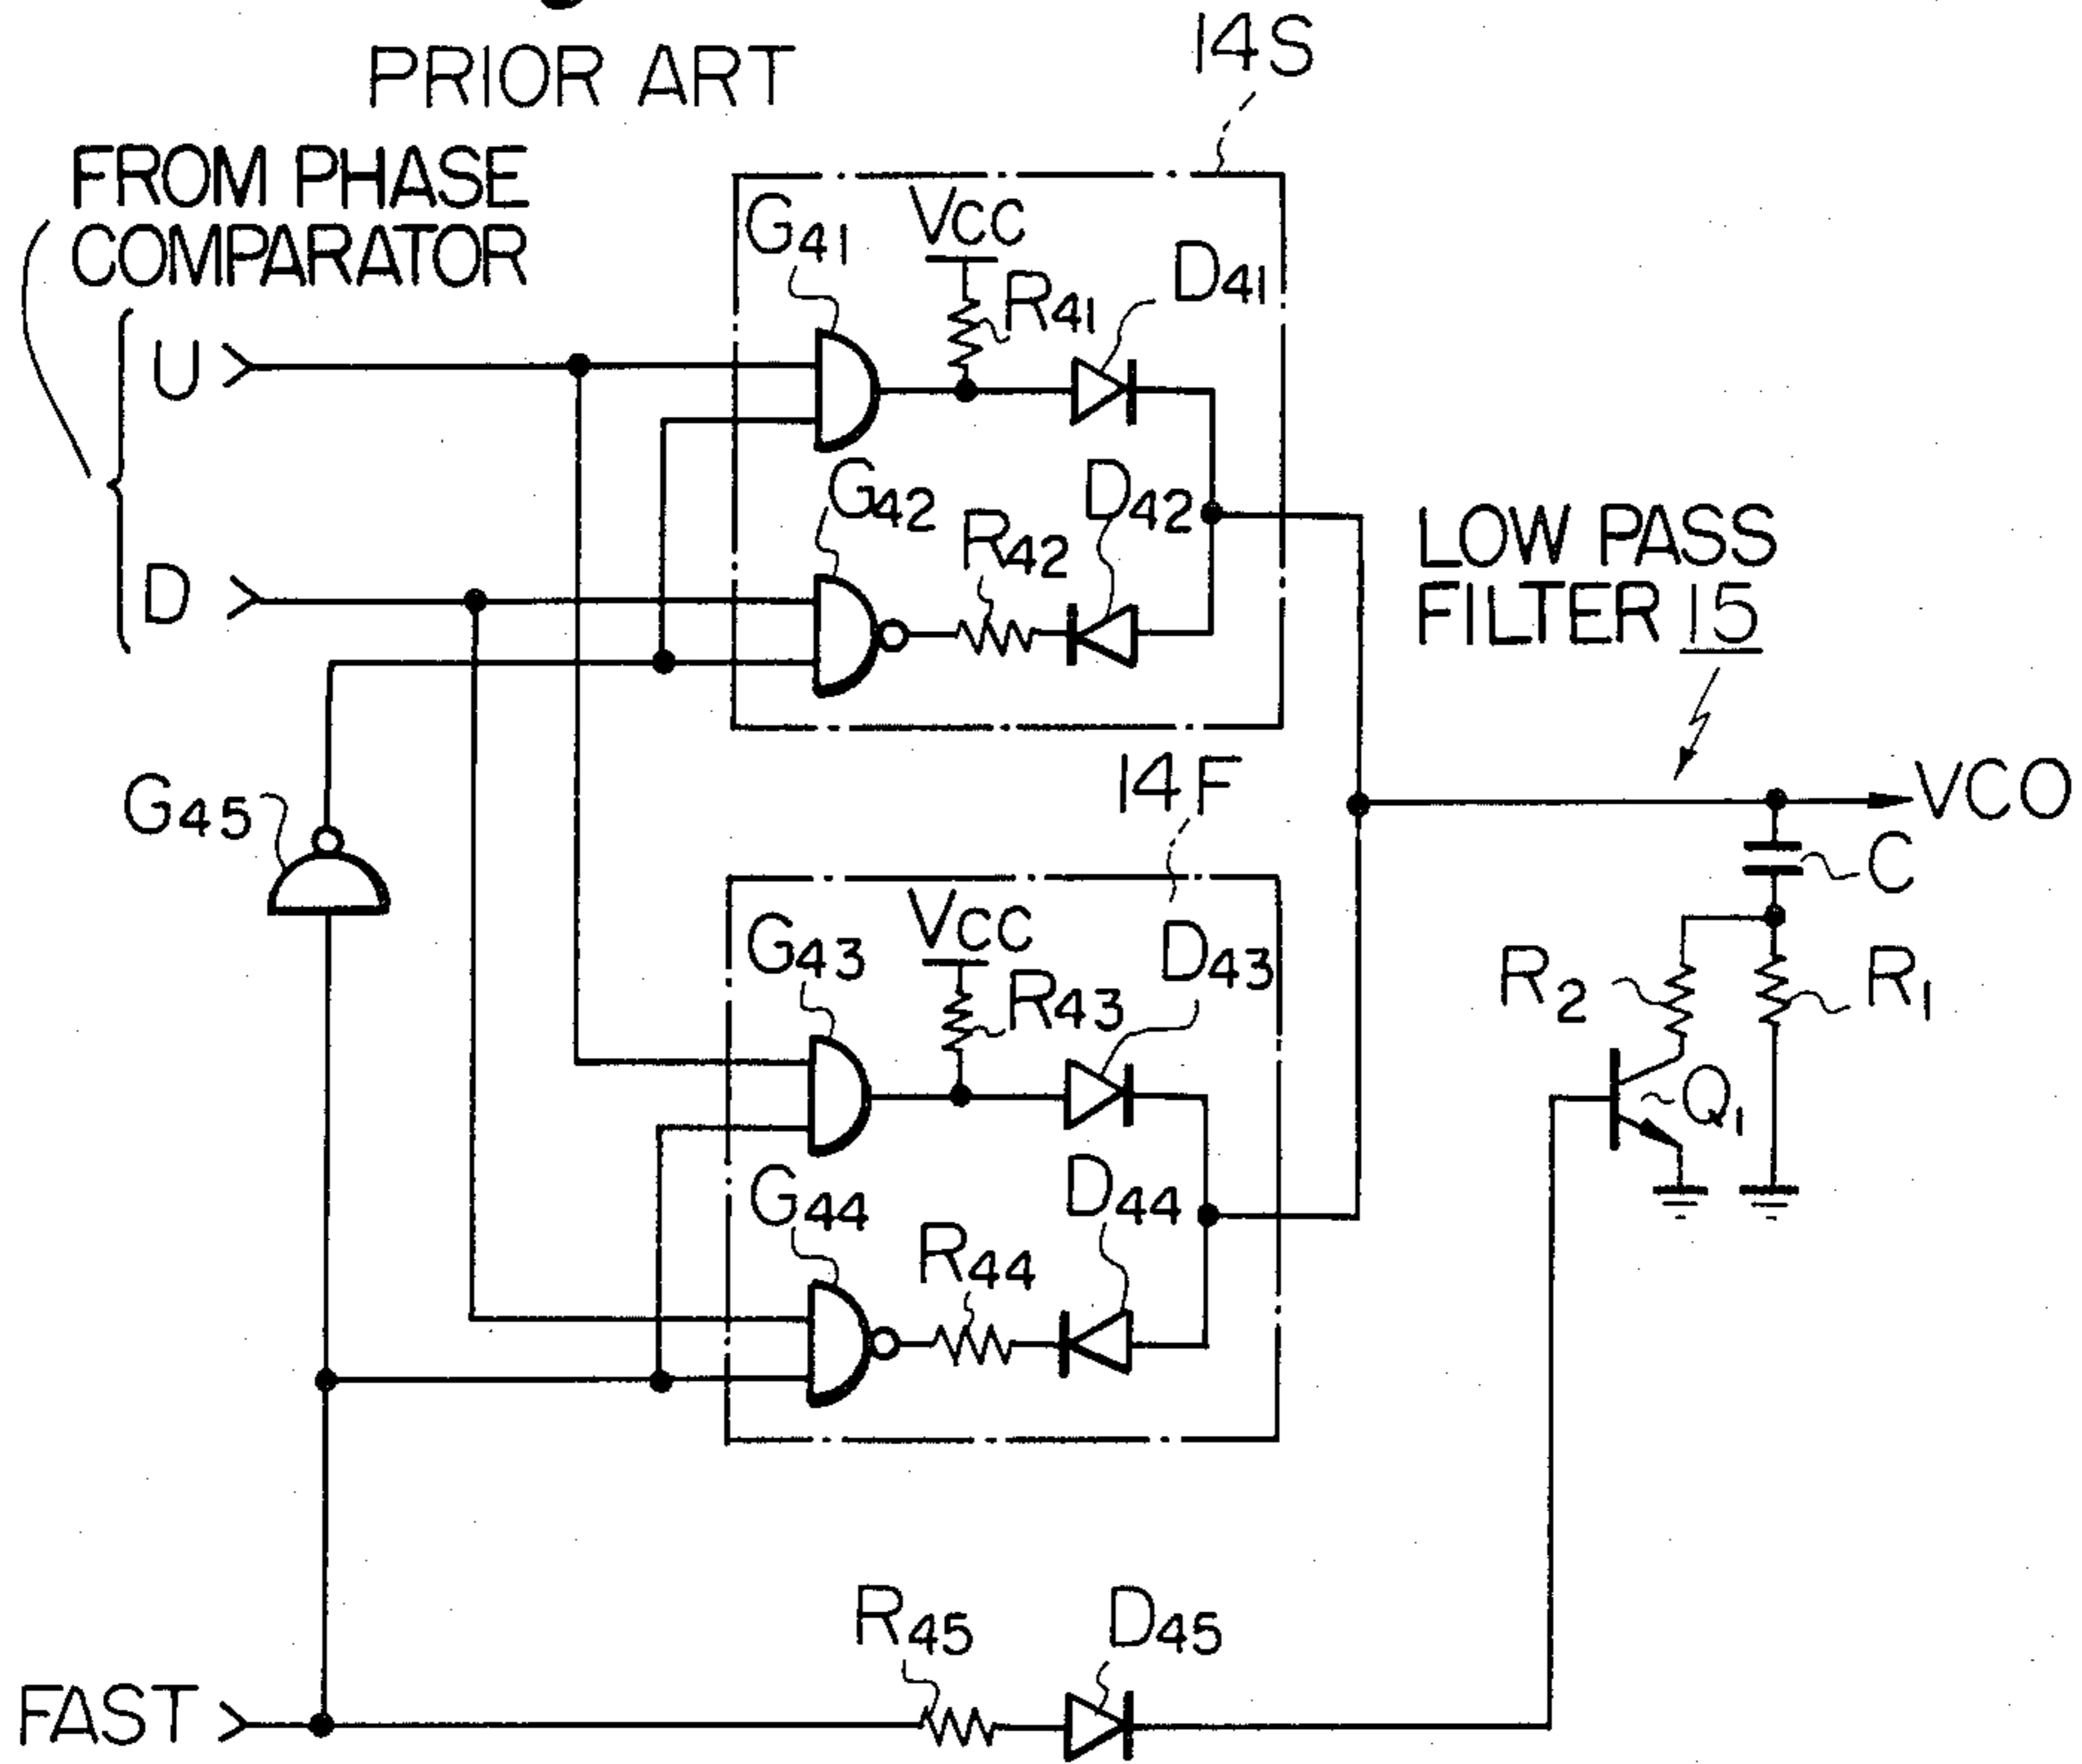 PRIOR ART
14S
FROM PHASE
COMPARATOR
G41
VCC
R41
D41
U
G42
R42
D42
D
LOW PASS
FILTER 15
G45
14F
VCO
C
G43
VCC
R43
D43
R2
R1
Q1
G44
R44
D44
R45
D45
FAST